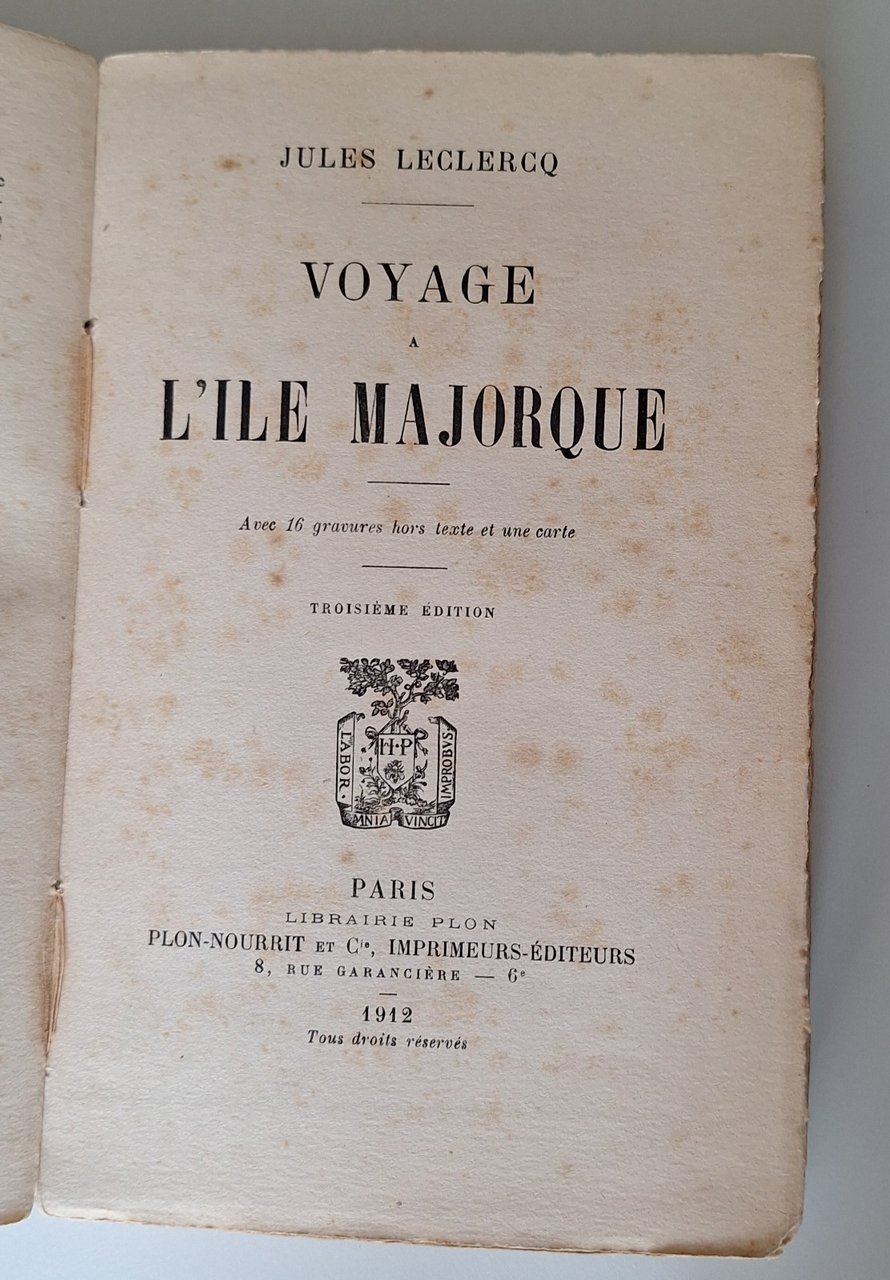 JULES LECLERCQ
VOYAGE
A
L'ILE MAJORQUE
Avec 16 gravures hors texte et une carte
TROISIÈME ÉDITION
H·P
LABOR·
IMPROBVS
OMNIA VINCIT
PARIS
LIBRAIRIE PLON
PLON-NOURRIT ET Cie, IMPRIMEURS-ÉDITEURS
8, RUE GARANCIÈRE — 6e
1912
Tous droits réservés